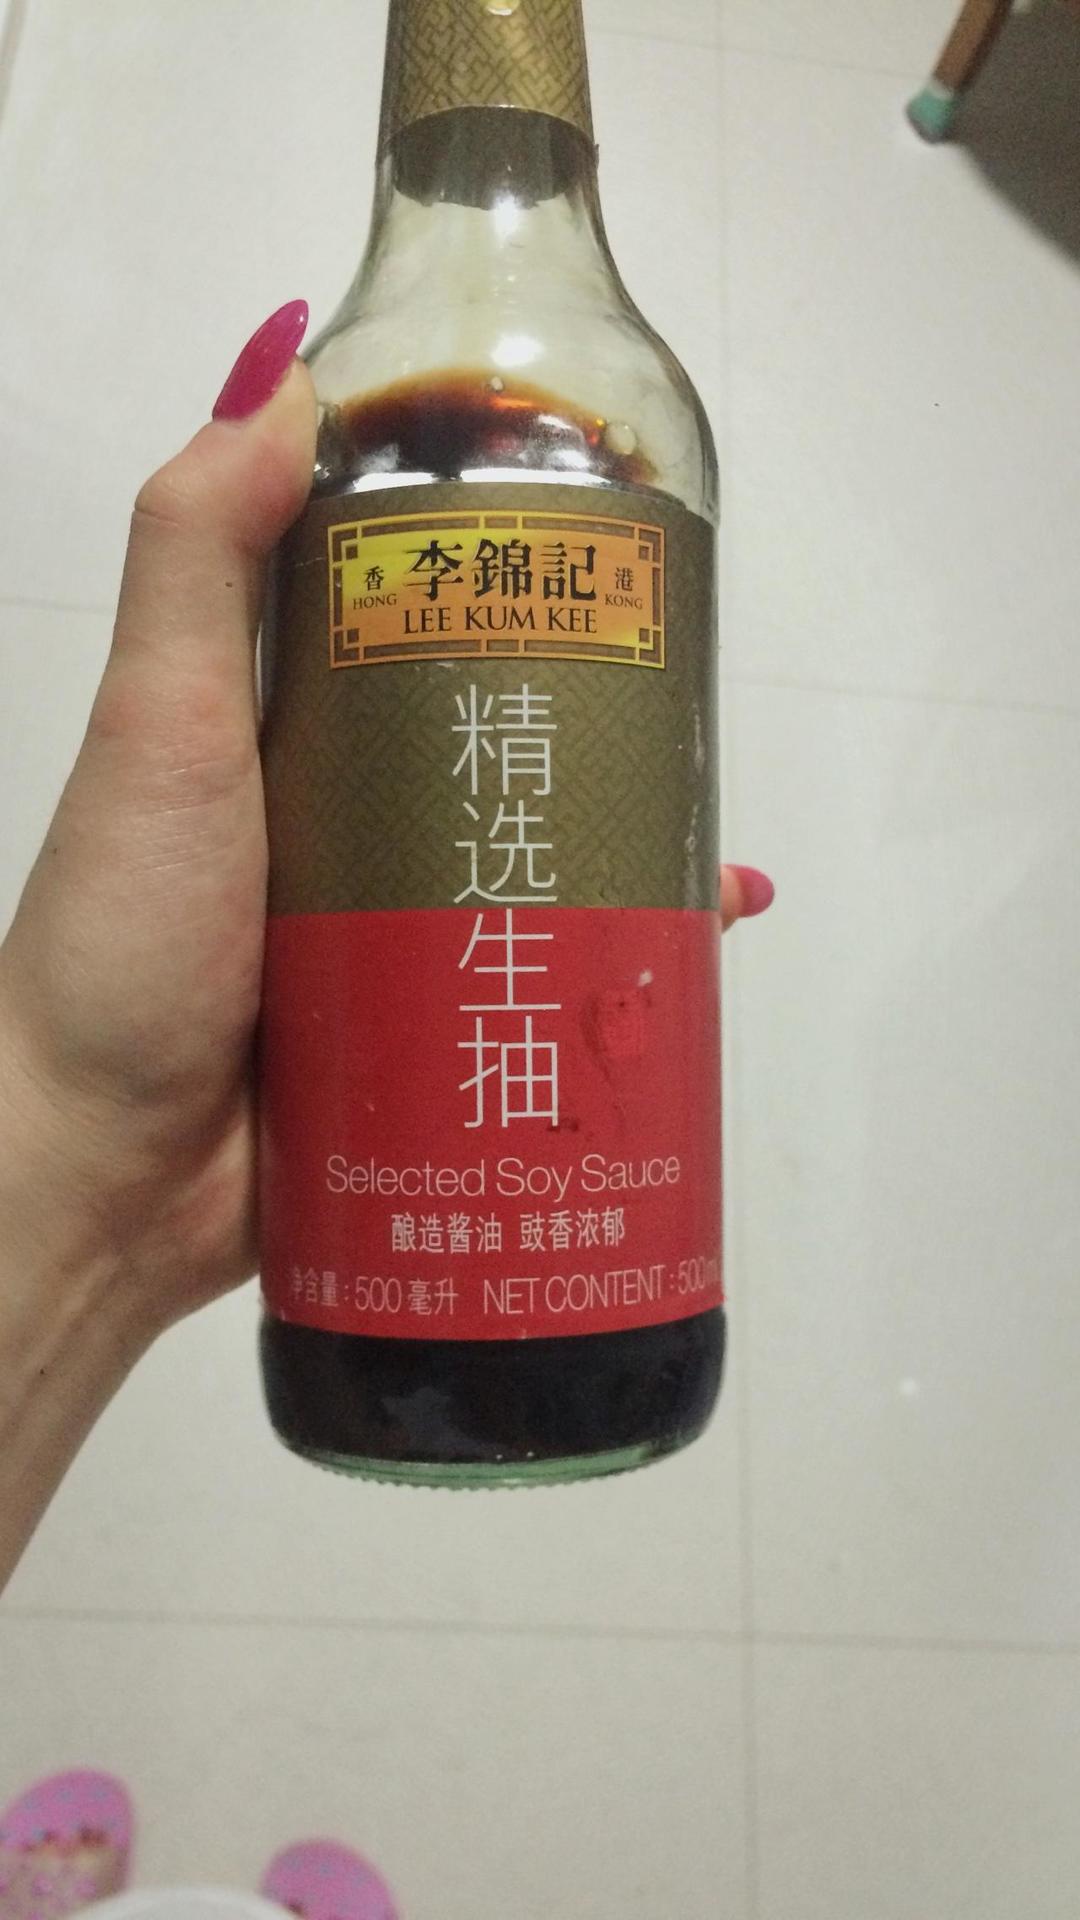 李錦記
香 港
HONG KONG
LEE KUM KEE
精选生抽
Selected Soy Sauce
酿造酱油 豉香浓郁
净含量:500毫升 NET CONTENT:500ml